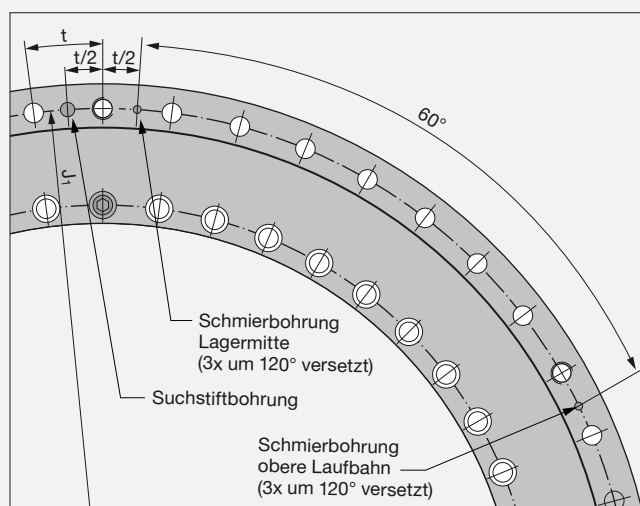 t
t/2
t/2
60°
J1
Schmierbohrung
Lagermitte
(3x um 120° versetzt)
Suchstiftbohrung
Schmierbohrung
obere Laufbahn
(3x um 120° versetzt)